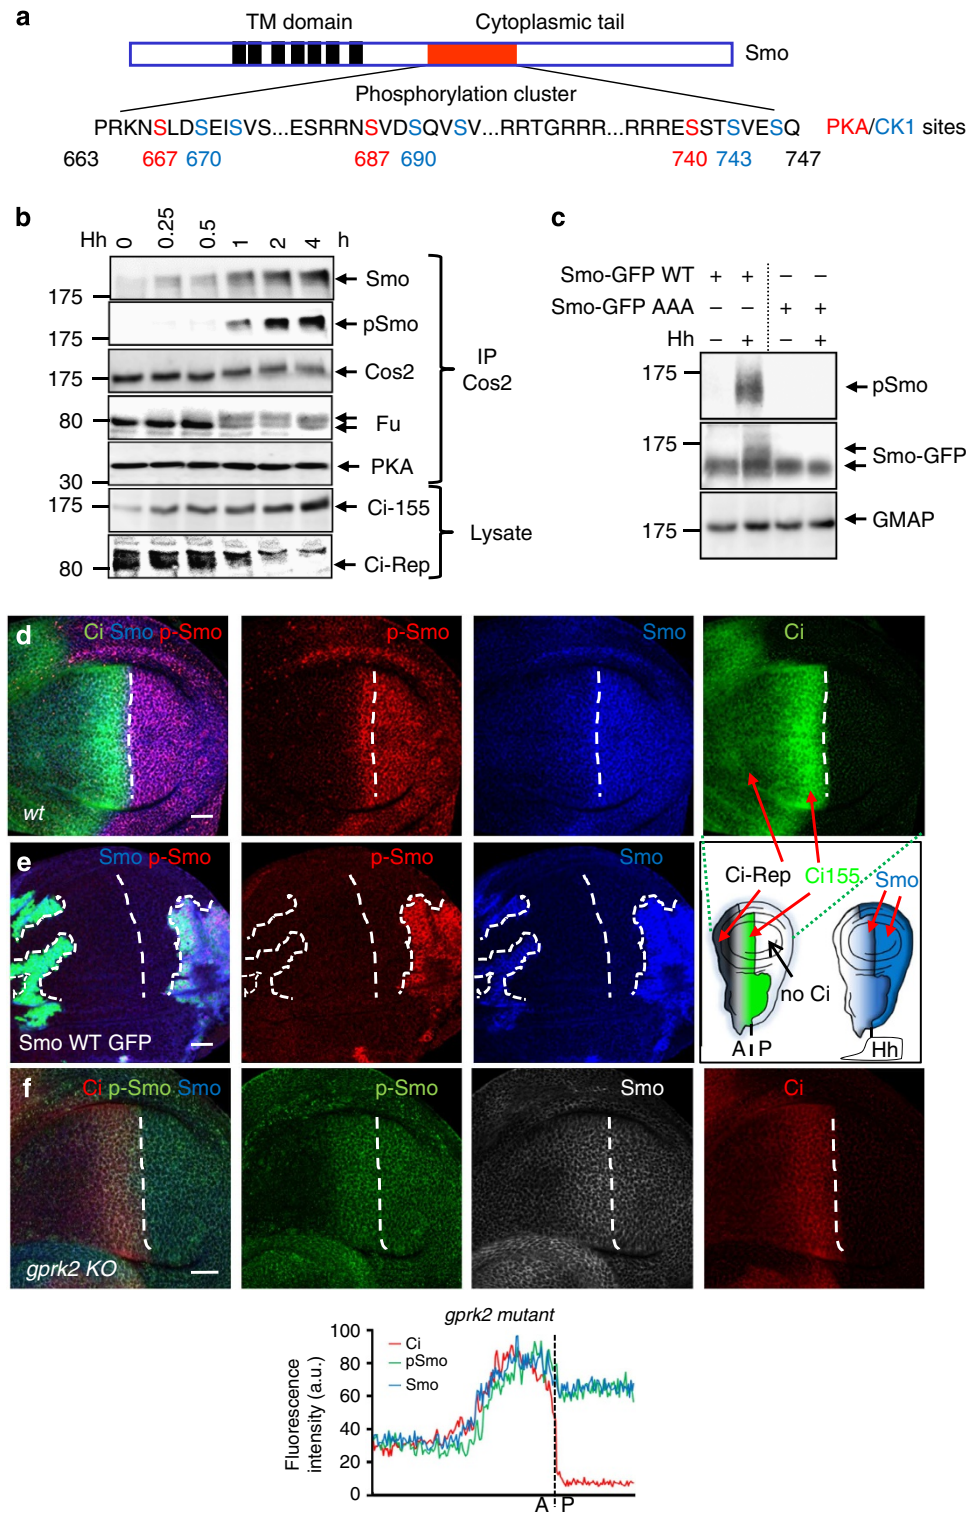 a
TM domain
Cytoplasmic tail
Smo
Phosphorylation cluster
PRKNSLDSEISVS...ESRRNSVDSQVSV...RRTGRRR...RRRESSTSVESQ
PKA/CK1 sites
663 667 670 687 690 740 743 747
b
Hh 0 0.25 0.5 1 2 4 h
175 Smo
175 pSmo
175 Cos2
80 Fu
30 PKA
IP
Cos2
175 Ci-155
80 Ci-Rep
Lysate
c
Smo-GFP WT + + – –
Smo-GFP AAA – – + +
Hh – + – +
175 pSmo
175 Smo-GFP
175 GMAP
d
Ci Smo p-Smo
wt
p-Smo
Smo
Ci
e
Smo p-Smo
Smo WT GFP
p-Smo
Smo
Ci-Rep
Ci155
Smo
no Ci
A P
Hh
f
Ci p-Smo Smo
gprk2 KO
p-Smo
Smo
Ci
gprk2 mutant
Fluorescence
intensity (a.u.)
100
80
60
40
20
0
Ci
pSmo
Smo
A P